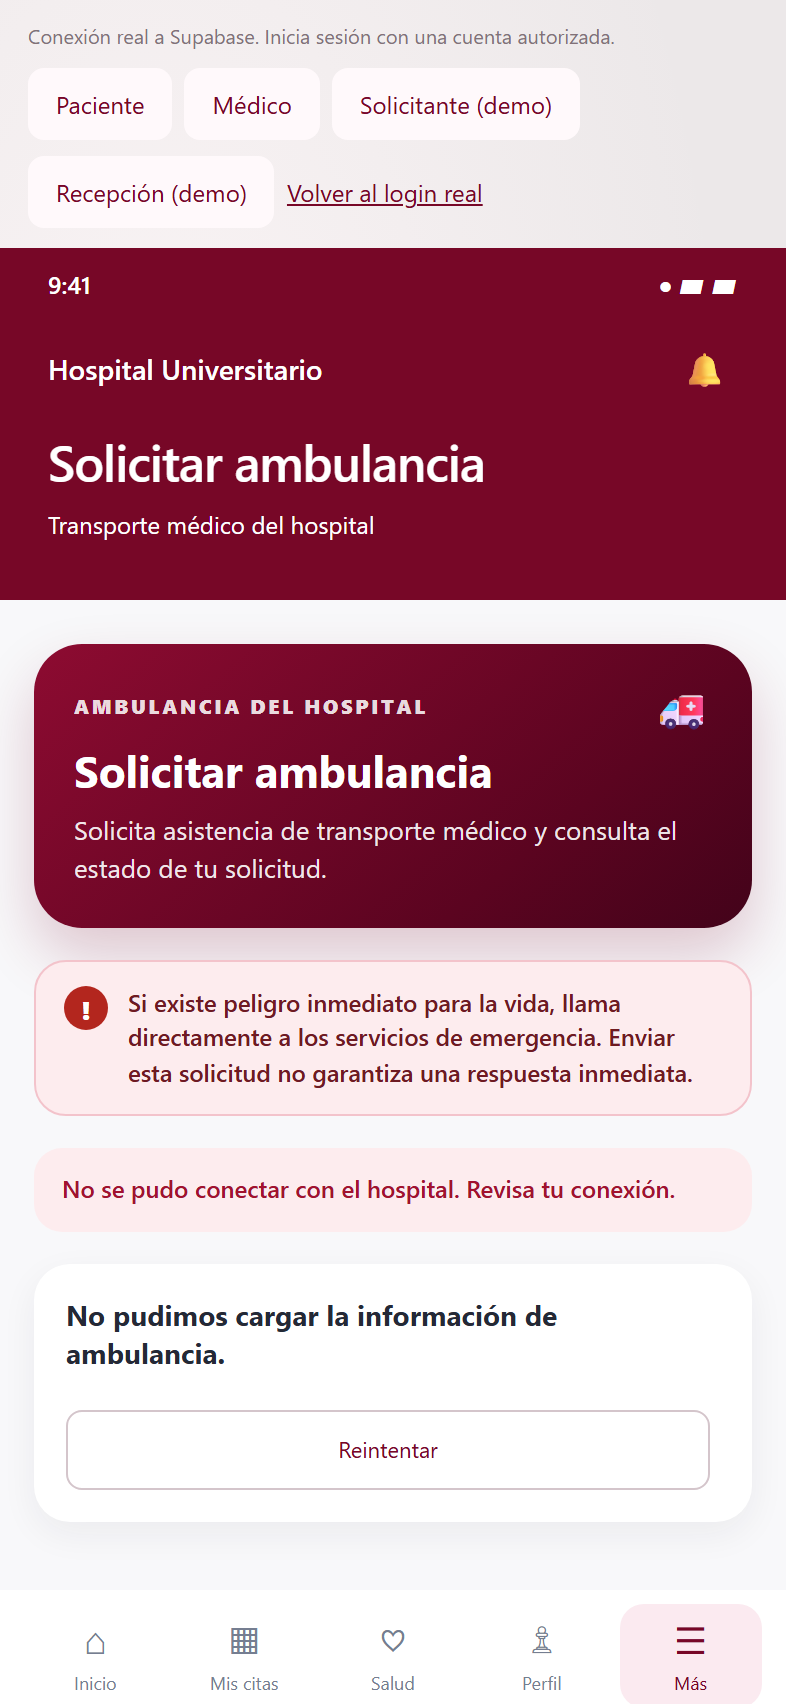 Conexión real a Supabase. Inicia sesión con una cuenta autorizada.
Paciente
Médico
Solicitante (demo)
Recepción (demo)
Volver al login real
9:41
Hospital Universitario
Solicitar ambulancia
Transporte médico del hospital
AMBULANCIA DEL HOSPITAL
Solicitar ambulancia
Solicita asistencia de transporte médico y consulta el
estado de tu solicitud.
!
Si existe peligro inmediato para la vida, llama
directamente a los servicios de emergencia. Enviar
esta solicitud no garantiza una respuesta inmediata.
No se pudo conectar con el hospital. Revisa tu conexión.
No pudimos cargar la información de
ambulancia.
Reintentar
Inicio
Mis citas
Salud
Perfil
Más